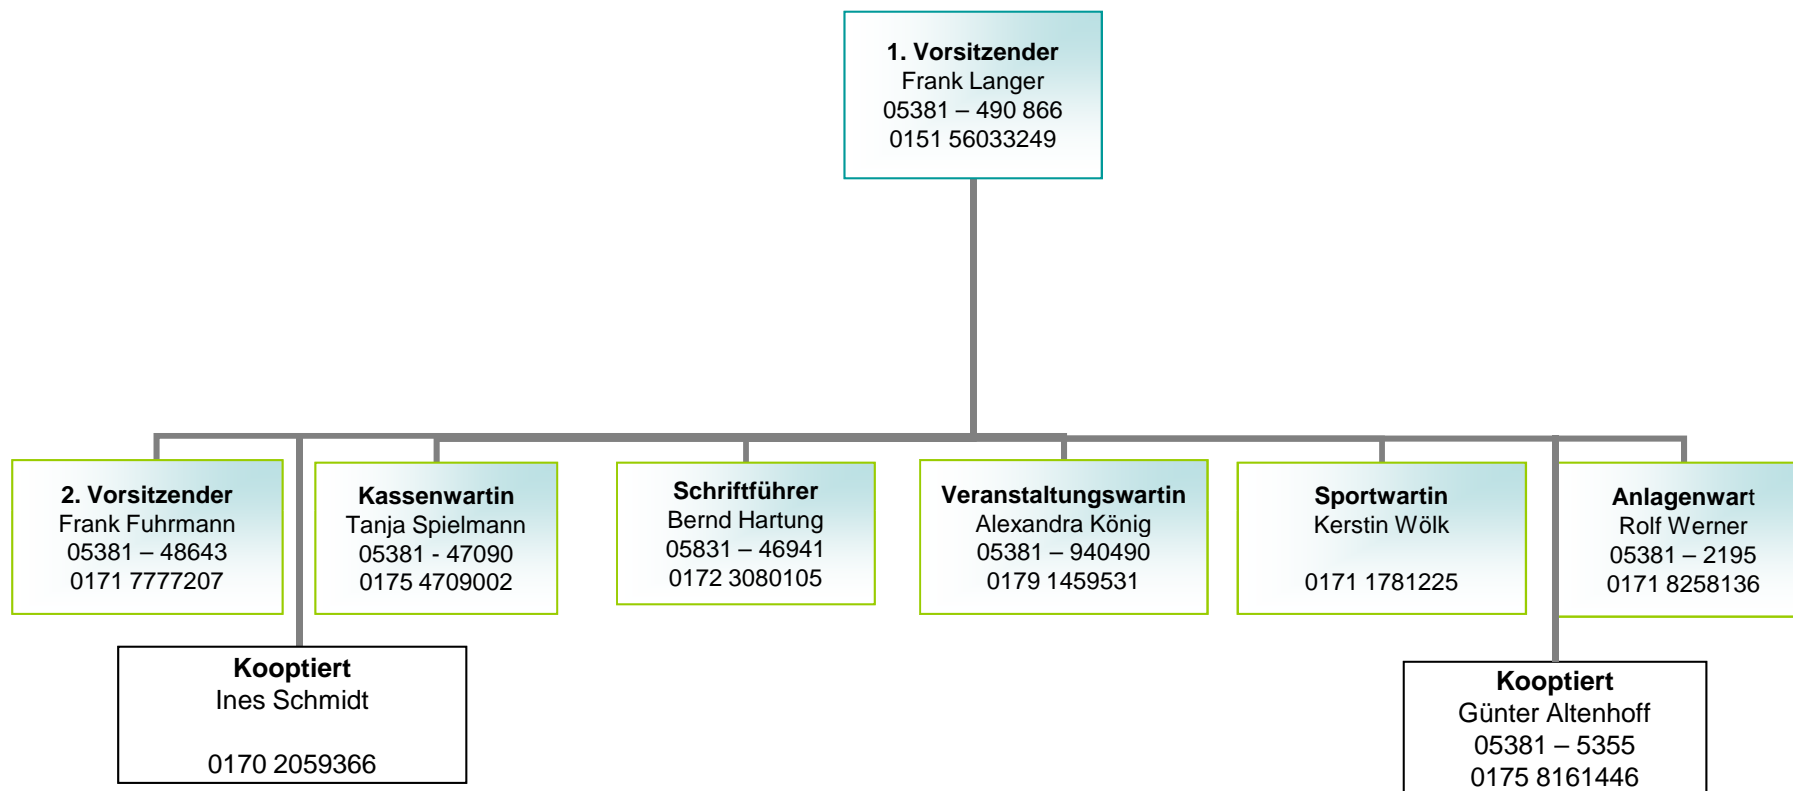 1. Vorsitzender
Frank Langer
05381 – 490 866
0151 56033249
2. Vorsitzender
Frank Fuhrmann
05381 – 48643
0171 7777207
Kassenwartin
Tanja Spielmann
05381 - 47090
0175 4709002
Schriftführer
Bernd Hartung
05831 – 46941
0172 3080105
Veranstaltungswartin
Alexandra König
05381 – 940490
0179 1459531
Sportwartin
Kerstin Wölk
0171 1781225
Anlagenwart
Rolf Werner
05381 – 2195
0171 8258136
Kooptiert
Ines Schmidt
0170 2059366
Kooptiert
Günter Altenhoff
05381 – 5355
0175 8161446